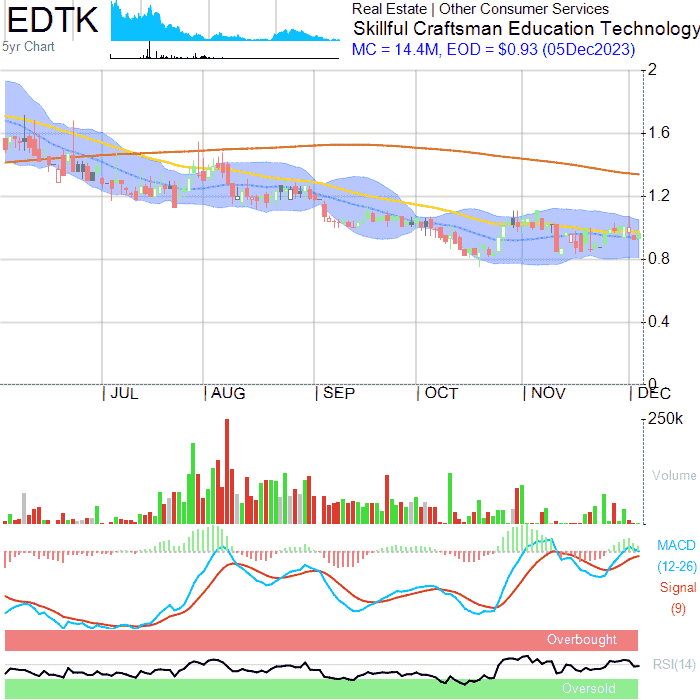 EDTK
5yr Chart
Real Estate | Other Consumer Services
Skillful Craftsman Education Technology
MC = 14.4M, EOD = $0.93 (05Dec2023)
2
1.6
1.2
0.8
0.4
0
JUL AUG SEP OCT NOV DEC
250k
Volume
MACD
(12-26)
Signal
(9)
Overbought
RSI(14)
Oversold